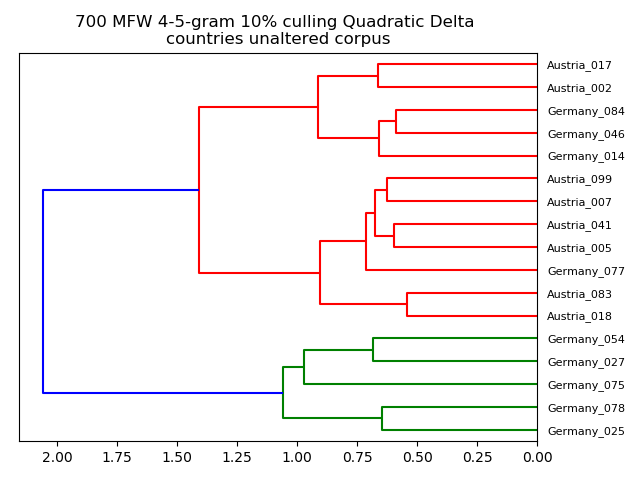 700 MFW 4-5-gram 10% culling Quadratic Delta
countries unaltered corpus
Austria_017
Austria_002
Germany_084
Germany_046
Germany_014
Austria_099
Austria_007
Austria_041
Austria_005
Germany_077
Austria_083
Austria_018
Germany_054
Germany_027
Germany_075
Germany_078
Germany_025
2.00 1.75 1.50 1.25 1.00 0.75 0.50 0.25 0.00